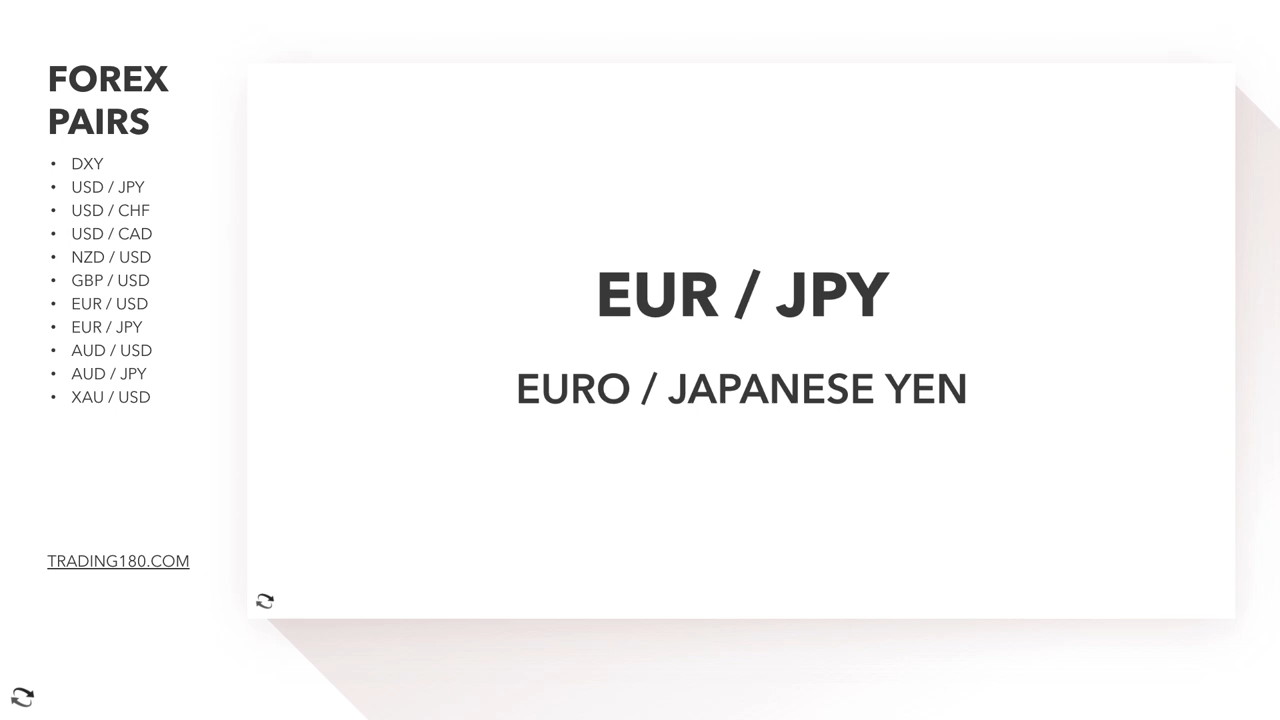 FOREX
PAIRS
• DXY
• USD / JPY
• USD / CHF
• USD / CAD
• NZD / USD
• GBP / USD
• EUR / USD
• EUR / JPY
• AUD / USD
• AUD / JPY
• XAU / USD
TRADING180.COM
EUR / JPY
EURO / JAPANESE YEN